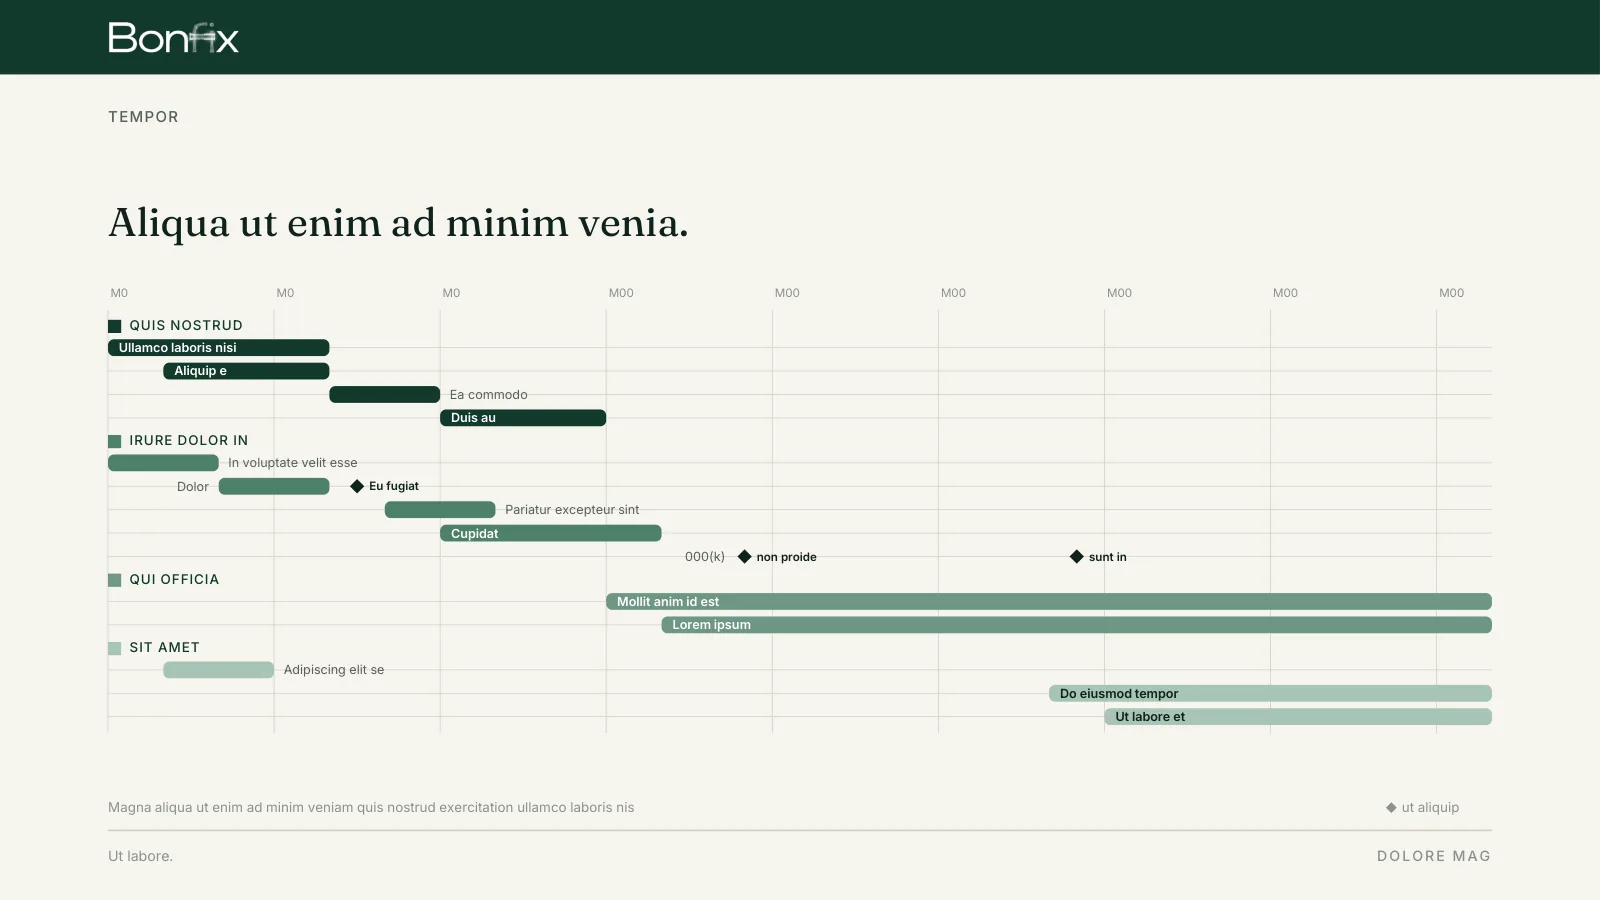 Bonfix
TEMPOR
Aliqua ut enim ad minim venia.
M0 M0 M0 M00 M00 M00 M00 M00 M00
QUIS NOSTRUD
Ullamco laboris nisi
Aliquip e
Ea commodo
Duis au
IRURE DOLOR IN
In voluptate velit esse
Dolor Eu fugiat
Pariatur excepteur sint
Cupidat
000(k) non proide sunt in
QUI OFFICIA
Mollit anim id est
Lorem ipsum
SIT AMET
Adipiscing elit se
Do eiusmod tempor
Ut labore et
Magna aliqua ut enim ad minim veniam quis nostrud exercitation ullamco laboris nis
ut aliquip
Ut labore.
DOLORE MAG